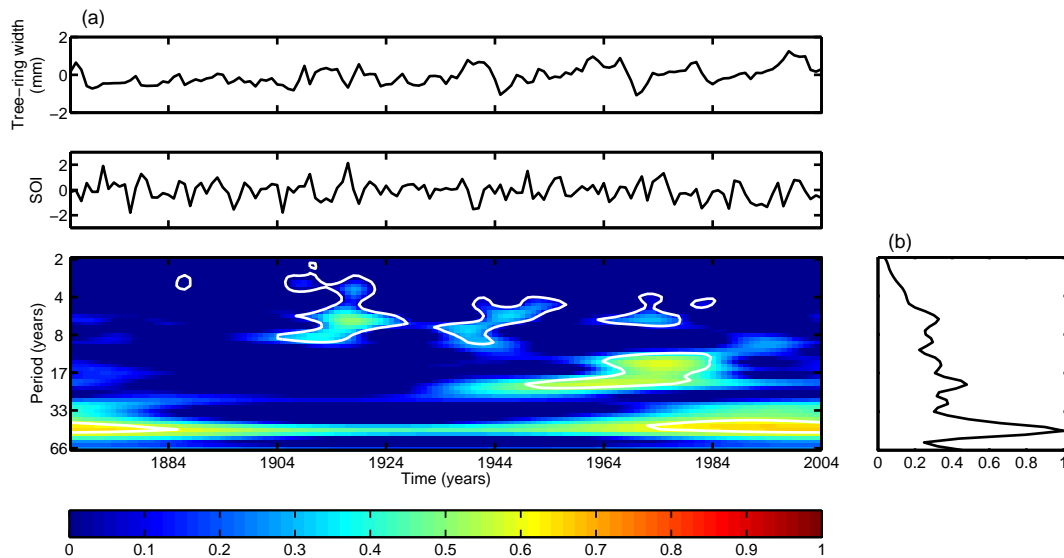 (a)
Tree−ring width
(mm)
2
0
−2
SOI
2
0
−2
Period (years)
2
4
8
17
33
66
1884 1904 1924 1944 1964 1984 2004
Time (years)
(b)
0 0.2 0.4 0.6 0.8 1
0 0.1 0.2 0.3 0.4 0.5 0.6 0.7 0.8 0.9 1